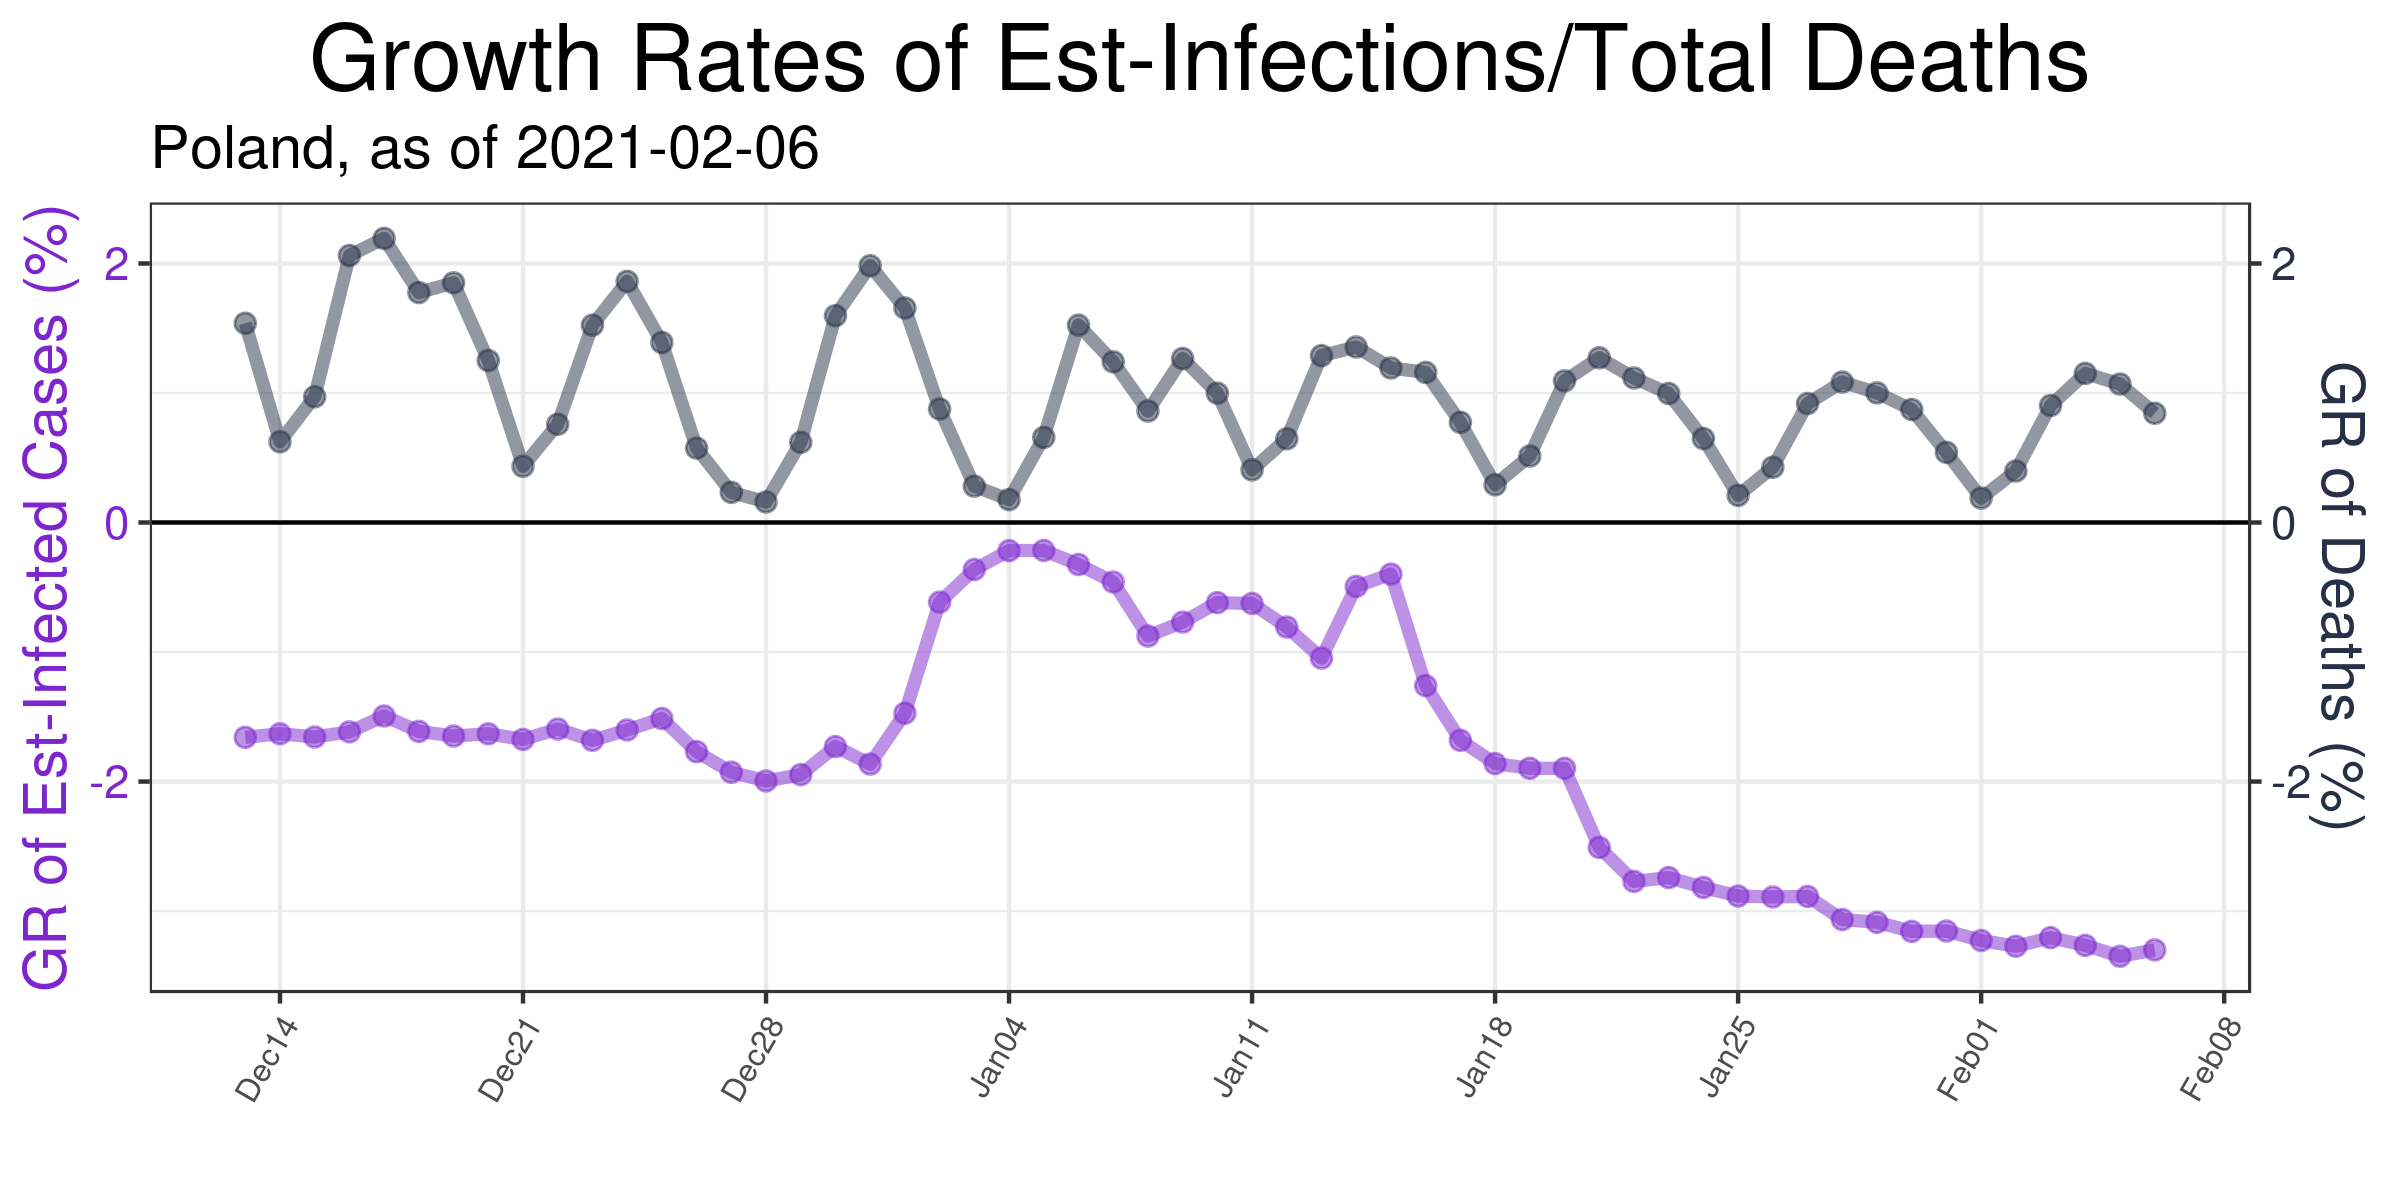 Growth Rates of Est-Infections/Total Deaths
Poland, as of 2021-02-06
GR of Est-Infected Cases (%)
2
0
-2
2
0
-2
GR of Deaths (%)
Dec14
Dec21
Dec28
Jan04
Jan11
Jan18
Jan25
Feb01
Feb08